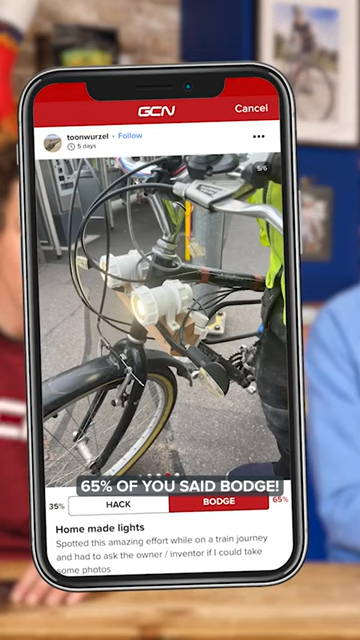 GCN
Cancel
toonwurzel • Follow
5 days
5/6
65% OF YOU SAID BODGE!
35%
HACK
BODGE
65%
Home made lights
Spotted this amazing effort while on a train journey
and had to ask the owner / inventor if I could take
some photos